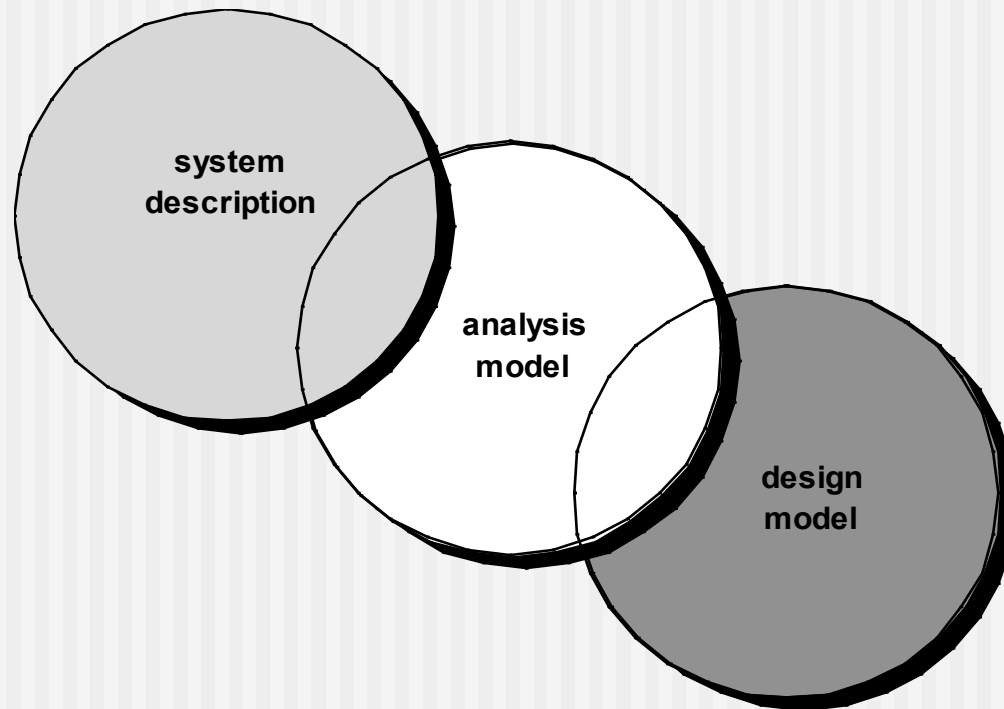 system
description
analysis
model
design
model